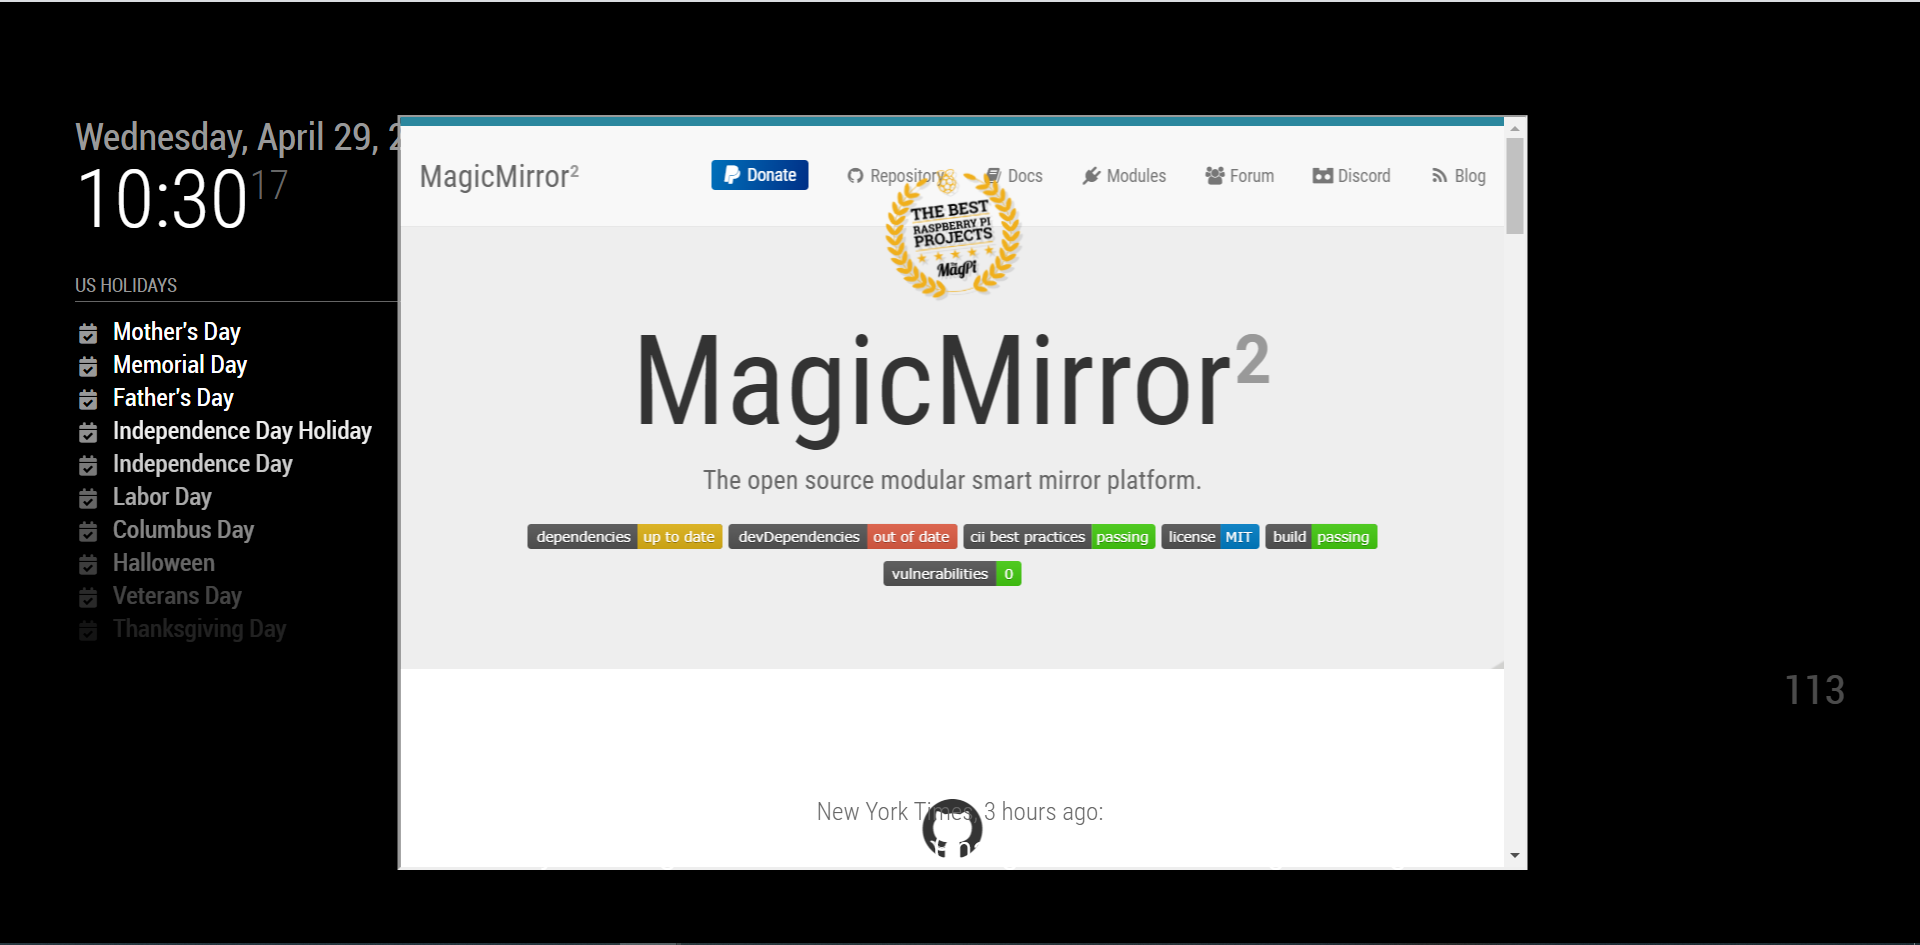 Wednesday, April 29, 2
10:30 17
US HOLIDAYS
Mother's Day
Memorial Day
Father's Day
Independence Day Holiday
Independence Day
Labor Day
Columbus Day
Halloween
Veterans Day
Thanksgiving Day
MagicMirror²
Donate
Repository
Docs
Modules
Forum
Discord
Blog
THE BEST
RASPBERRY PI
PROJECTS
The MagPi
MagicMirror²
The open source modular smart mirror platform.
dependencies up to date
devDependencies out of date
cii best practices passing
license MIT
build passing
vulnerabilities 0
New York Times, 3 hours ago:
113